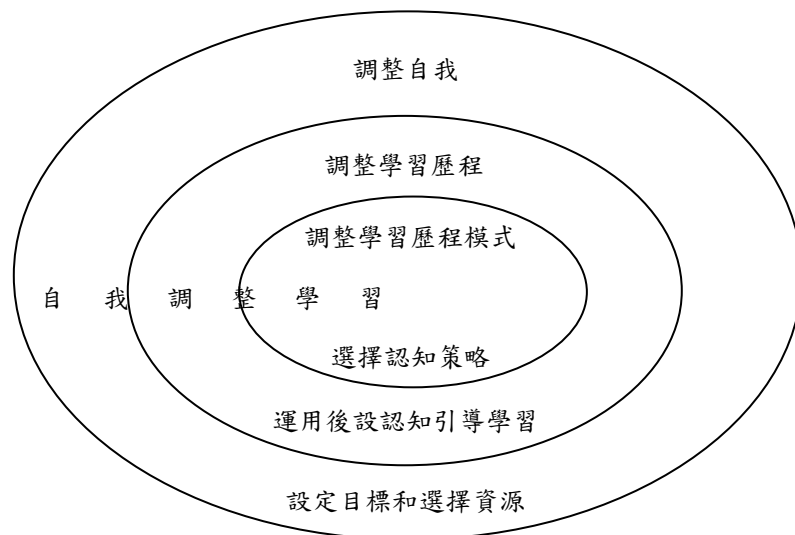 調整自我
調整學習歷程
調整學習歷程模式
自我調整學習
選擇認知策略
運用後設認知引導學習
設定目標和選擇資源